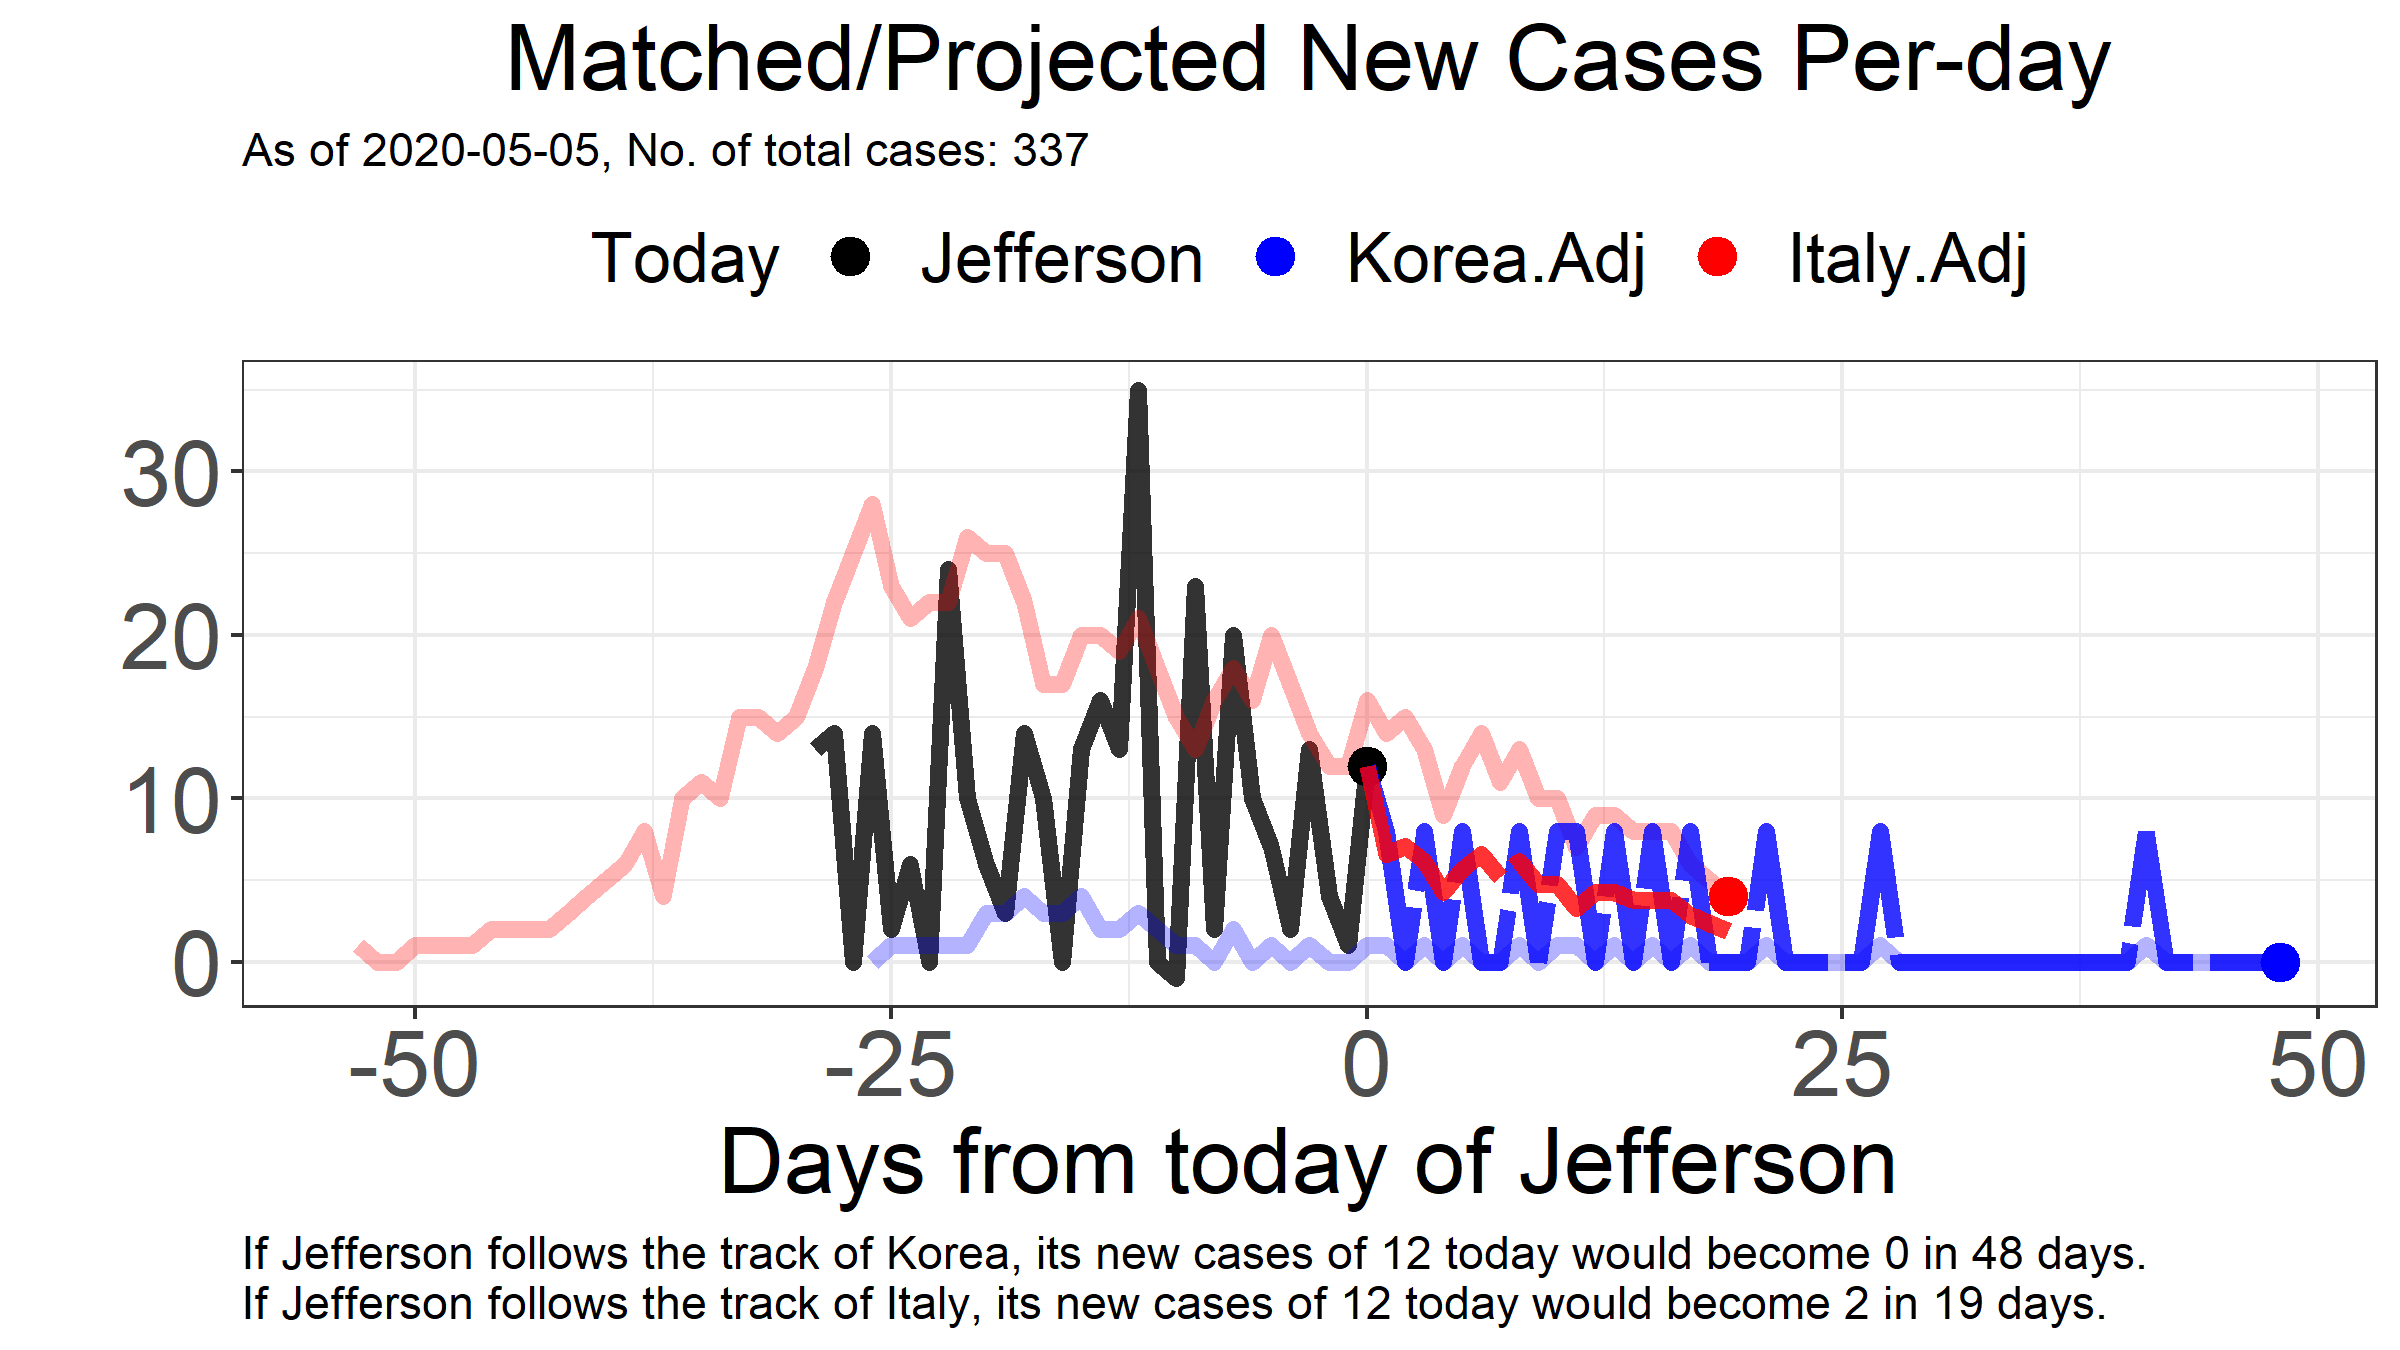 Matched/Projected New Cases Per-day
As of 2020-05-05, No. of total cases: 337
Today Jefferson Korea.Adj Italy.Adj
30
20
10
0
-50 -25 0 25 50
Days from today of Jefferson
If Jefferson follows the track of Korea, its new cases of 12 today would become 0 in 48 days.
If Jefferson follows the track of Italy, its new cases of 12 today would become 2 in 19 days.